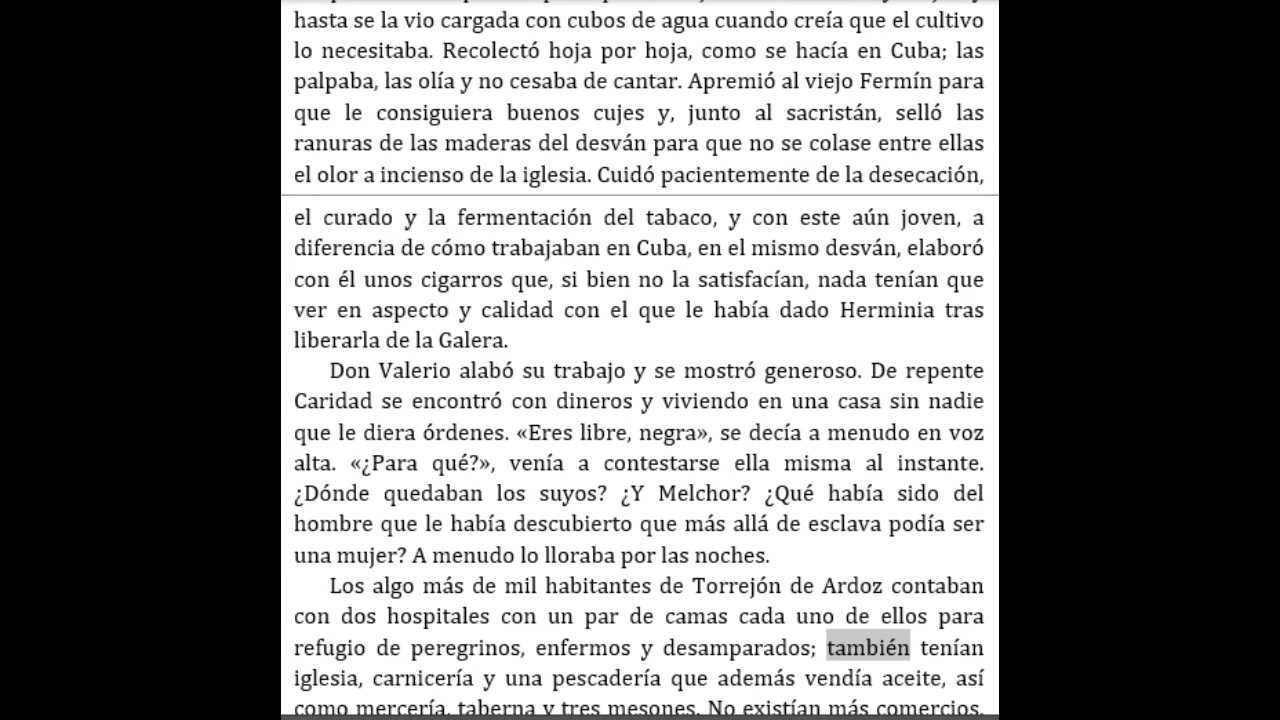 hasta se la vio cargada con cubos de agua cuando creía que el cultivo
lo necesitaba. Recolectó hoja por hoja, como se hacía en Cuba; las
palpaba, las olía y no cesaba de cantar. Apremió al viejo Fermín para
que le consiguiera buenos cujes y, junto al sacristán, selló las
ranuras de las maderas del desván para que no se colase entre ellas
el olor a incienso de la iglesia. Cuidó pacientemente de la desecación,
el curado y la fermentación del tabaco, y con este aún joven, a
diferencia de cómo trabajaban en Cuba, en el mismo desván, elaboró
con él unos cigarros que, si bien no la satisfacían, nada tenían que
ver en aspecto y calidad con el que le había dado Herminia tras
liberarla de la Galera.
Don Valerio alabó su trabajo y se mostró generoso. De repente
Caridad se encontró con dineros y viviendo en una casa sin nadie
que le diera órdenes. «Eres libre, negra», se decía a menudo en voz
alta. «¿Para qué?», venía a contestarse ella misma al instante.
¿Dónde quedaban los suyos? ¿Y Melchor? ¿Qué había sido del
hombre que le había descubierto que más allá de esclava podía ser
una mujer? A menudo lo lloraba por las noches.
Los algo más de mil habitantes de Torrejón de Ardoz contaban
con dos hospitales con un par de camas cada uno de ellos para
refugio de peregrinos, enfermos y desamparados; también tenían
iglesia, carnicería y una pescadería que además vendía aceite, así
como mercería, taberna y tres mesones. No existían más comercios,